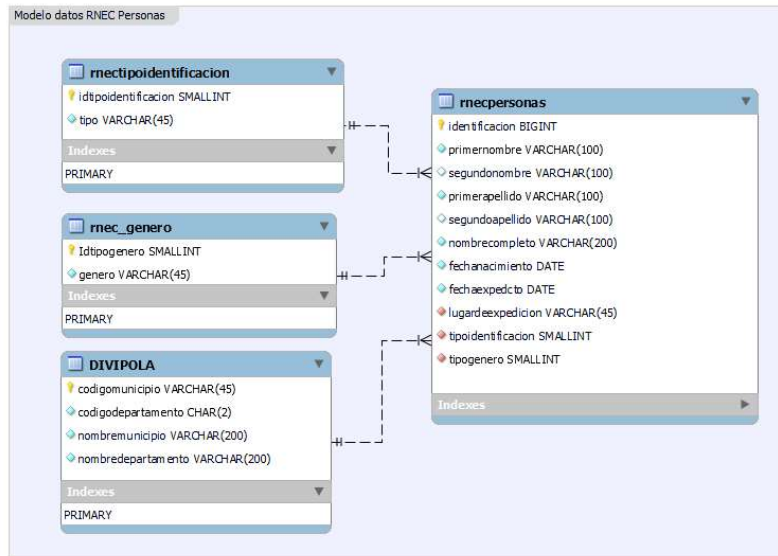 Modelo datos RNEC Personas
rnectipoidentificacion
idtipoidentificacion SMALLINT
tipo VARCHAR(45)
Indexes
PRIMARY
rnec_genero
Idtipogenero SMALLINT
genero VARCHAR(45)
Indexes
PRIMARY
DIVIPOLA
codigomunicipio VARCHAR(45)
codigodepartamento CHAR(2)
nombremunicipio VARCHAR(200)
nombredepartamento VARCHAR(200)
Indexes
PRIMARY
rnecpersonas
identificacion BIGINT
primernombre VARCHAR(100)
segundonombre VARCHAR(100)
primerapellido VARCHAR(100)
segundoapellido VARCHAR(100)
nombrecompleto VARCHAR(200)
fechanacimiento DATE
fechaexpedcto DATE
lugardeexpedicion VARCHAR(45)
tipoidentificacion SMALLINT
tipogenero SMALLINT
Indexes